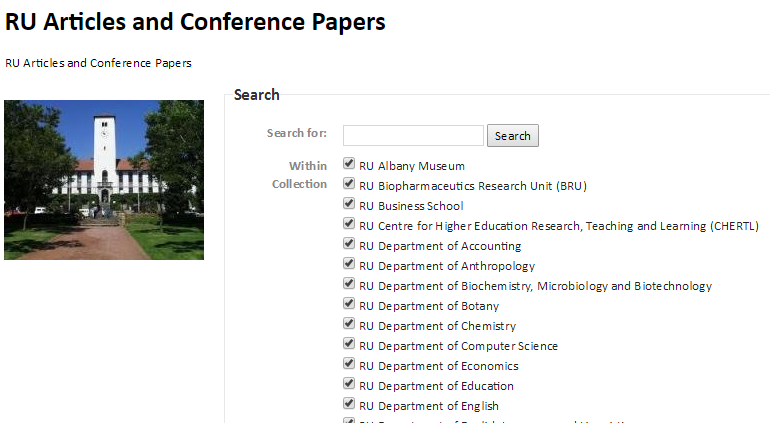 RU Articles and Conference Papers
RU Articles and Conference Papers
Search
Search for:
Search
Within Collection
RU Albany Museum
RU Biopharmaceutics Research Unit (BRU)
RU Business School
RU Centre for Higher Education Research, Teaching and Learning (CHERTL)
RU Department of Accounting
RU Department of Anthropology
RU Department of Biochemistry, Microbiology and Biotechnology
RU Department of Botany
RU Department of Chemistry
RU Department of Computer Science
RU Department of Economics
RU Department of Education
RU Department of English